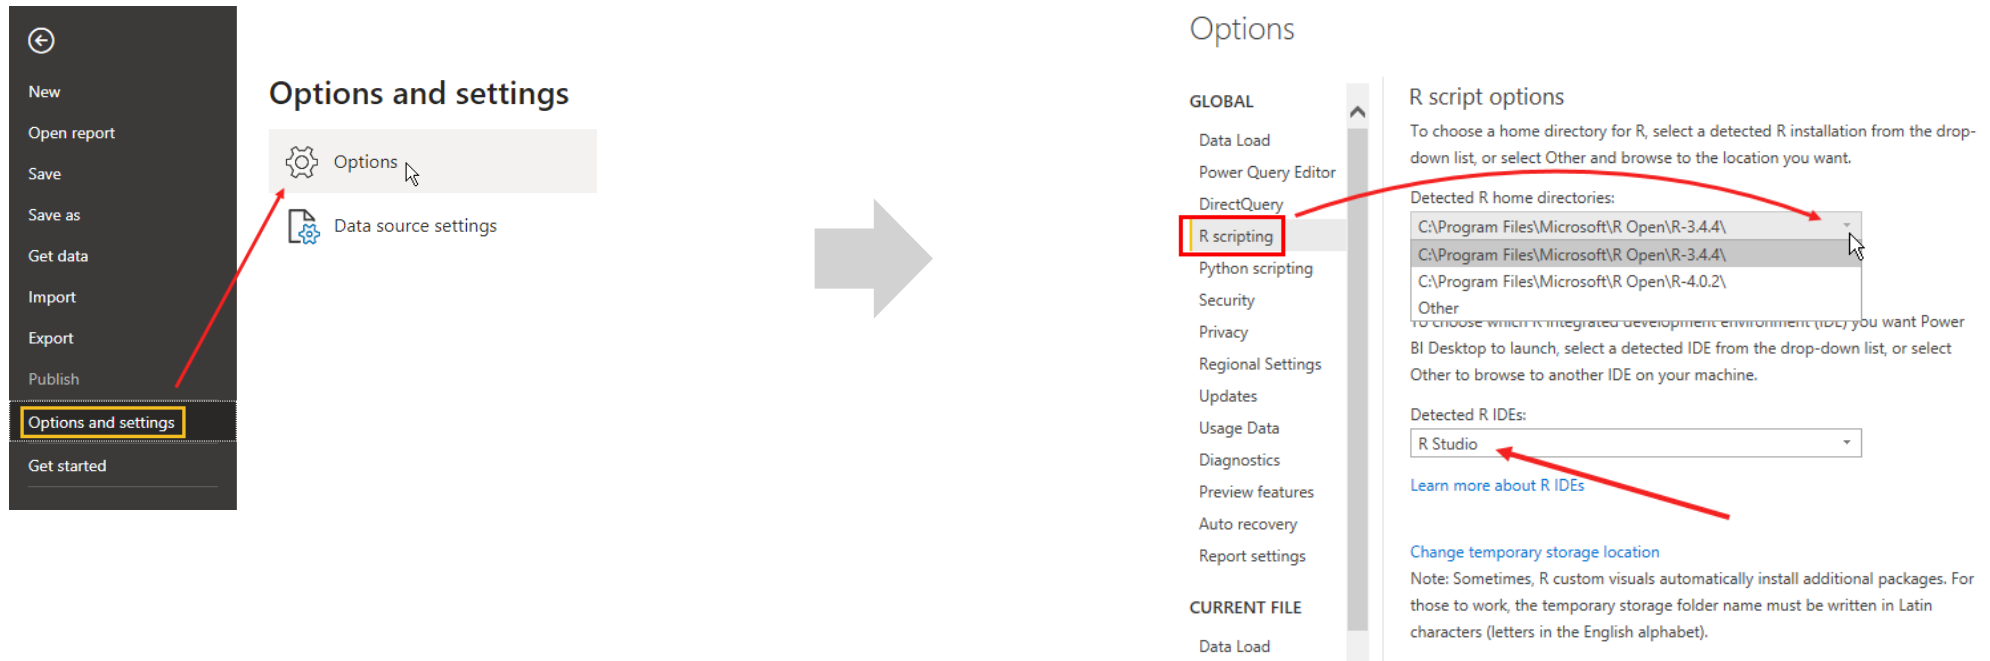 New
Open report
Save
Save as
Get data
Import
Export
Publish
Options and settings
Get started
Options and settings
Options
Data source settings
Options
GLOBAL
Data Load
Power Query Editor
DirectQuery
R scripting
Python scripting
Security
Privacy
Regional Settings
Updates
Usage Data
Diagnostics
Preview features
Auto recovery
Report settings
CURRENT FILE
Data Load
R script options
To choose a home directory for R, select a detected R installation from the drop-
down list, or select Other and browse to the location you want.
Detected R home directories:
C:\Program Files\Microsoft\R Open\R-3.4.4\
C:\Program Files\Microsoft\R Open\R-3.4.4\
C:\Program Files\Microsoft\R Open\R-4.0.2\
Other
To choose which R integrated development environment (IDE) you want Power
BI Desktop to launch, select a detected IDE from the drop-down list, or select
Other to browse to another IDE on your machine.
Detected R IDEs:
R Studio
Learn more about R IDEs
Change temporary storage location
Note: Sometimes, R custom visuals automatically install additional packages. For
those to work, the temporary storage folder name must be written in Latin
characters (letters in the English alphabet).